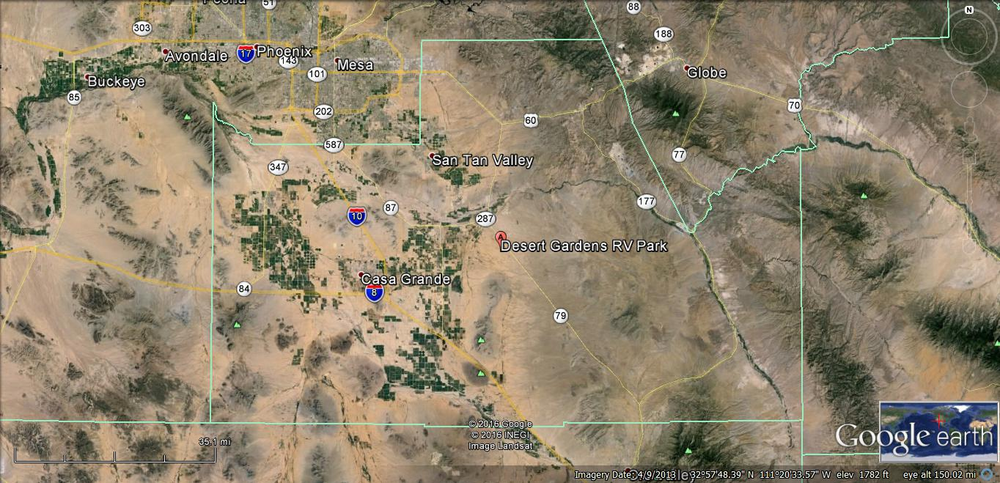 Peoria
51
88
303
188
N
Avondale
17
Phoenix
143
Mesa
101
Globe
Buckeye
85
70
202
60
587
77
San Tan Valley
347
177
10
87
287
A
Desert Gardens RV Park
Casa Grande
84
8
79
© 2016 Google
© 2016 INEGI
Image Landsat
35.1 mi
Google earth
Imagery Date: 4/9/2013 32°57'48.39" N 111°20'33.57" W elev 1782 ft eye alt 150.02 mi